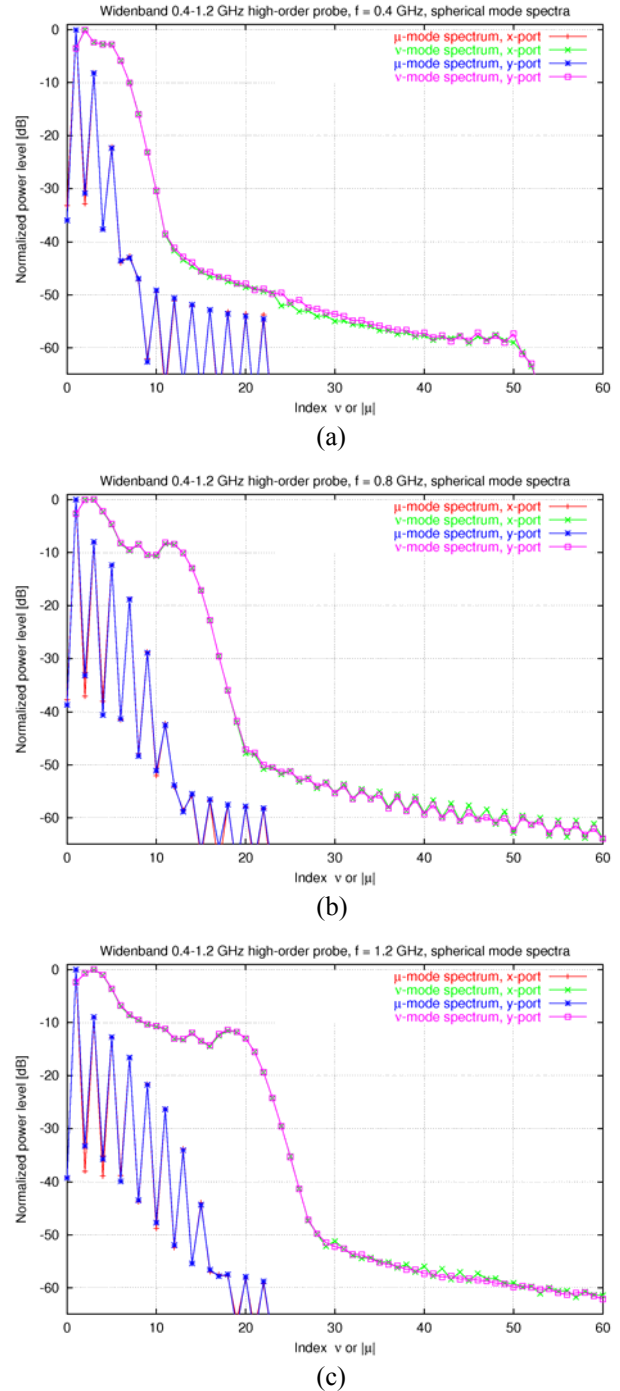 Widenband 0.4-1.2 GHz high-order probe, f = 0.4 GHz, spherical mode spectra
μ-mode spectrum, x-port
ν-mode spectrum, x-port
μ-mode spectrum, y-port
ν-mode spectrum, y-port
Normalized power level [dB]
0
-10
-20
-30
-40
-50
-60
0 10 20 30 40 50 60
Index ν or |μ|
(a)
Widenband 0.4-1.2 GHz high-order probe, f = 0.8 GHz, spherical mode spectra
μ-mode spectrum, x-port
ν-mode spectrum, x-port
μ-mode spectrum, y-port
ν-mode spectrum, y-port
Normalized power level [dB]
0
-10
-20
-30
-40
-50
-60
0 10 20 30 40 50 60
Index ν or |μ|
(b)
Widenband 0.4-1.2 GHz high-order probe, f = 1.2 GHz, spherical mode spectra
μ-mode spectrum, x-port
ν-mode spectrum, x-port
μ-mode spectrum, y-port
ν-mode spectrum, y-port
Normalized power level [dB]
0
-10
-20
-30
-40
-50
-60
0 10 20 30 40 50 60
Index ν or |μ|
(c)